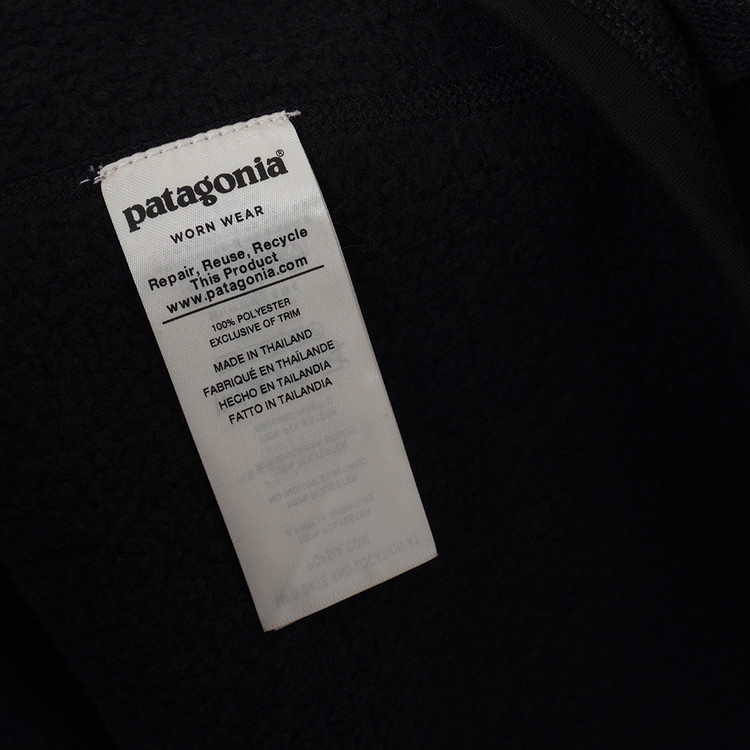 patagonia®
WORN WEAR
Repair, Reuse, Recycle
This Product
www.patagonia.com
100% POLYESTER
EXCLUSIVE OF TRIM
MADE IN THAILAND
FABRIQUÉ EN THAÏLANDE
HECHO EN TAILANDIA
FATTO IN TAILANDIA